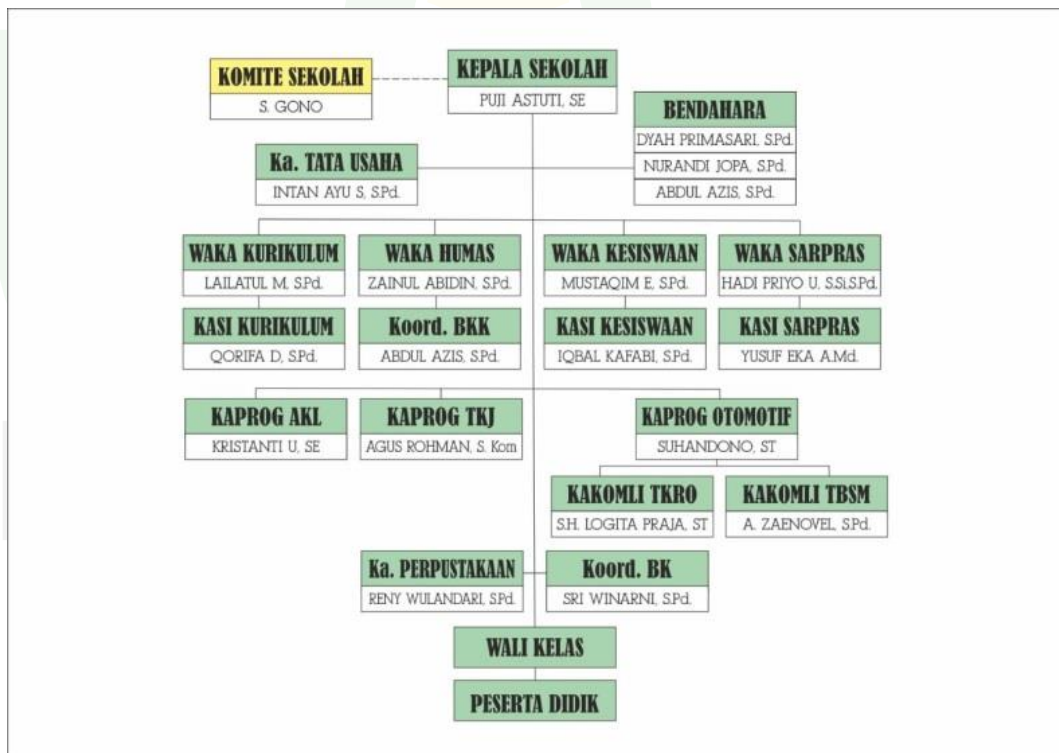 KOMITE SEKOLAH
S. GONO
KEPALA SEKOLAH
PUJI ASTUTI, SE
BENDAHARA
DYAH PRIMASARI, S.Pd.
NURANDI JOPA, S.Pd.
ABDUL AZIS, S.Pd.
Ka. TATA USAHA
INTAN AYU S, S.Pd.
WAKA KURIKULUM
LAILATUL M. S.Pd.
WAKA HUMAS
ZAINUL ABIDIN, S.Pd.
WAKA KESISWAAN
MUSTAQIM E, S.Pd.
WAKA SARPRAS
HADI PRIYO U, S.Si,S.Pd.
KASI KURIKULUM
QORIFA D, S.Pd.
Koord. BKK
ABDUL AZIS, S.Pd.
KASI KESISWAAN
IQBAL KAFABI, S.Pd.
KASI SARPRAS
YUSUF EKA A.Md.
KAPROG AKL
KRISTANTI U, SE
KAPROG TKJ
AGUS ROHMAN, S. Kom
KAPROG OTOMOTIF
SUHANDONO, ST
KAKOMLI TKRO
S.H. LOGITA PRAJA, ST
KAKOMLI TBSM
A. ZAENOVEL, S.Pd.
Ka. PERPUSTAKAAN
RENY WULANDARI, S.Pd.
Koord. BK
SRI WINARNI, S.Pd.
WALI KELAS
PESERTA DIDIK